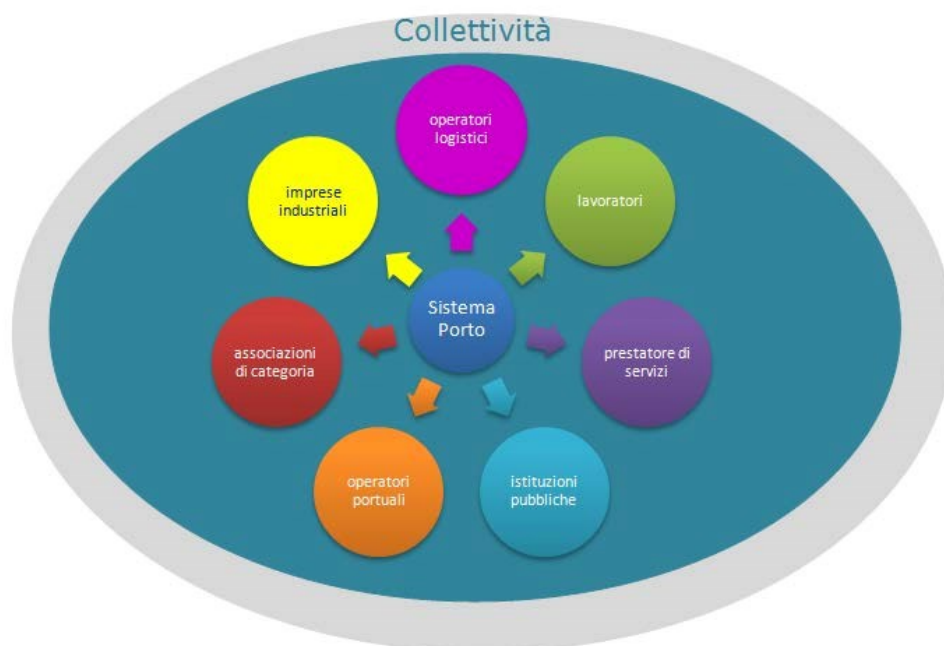 Collettività
operatori
logistici
imprese
industriali
lavoratori
Sistema
Porto
associazioni
di categoria
prestatore di
servizi
operatori
portuali
istituzioni
pubbliche